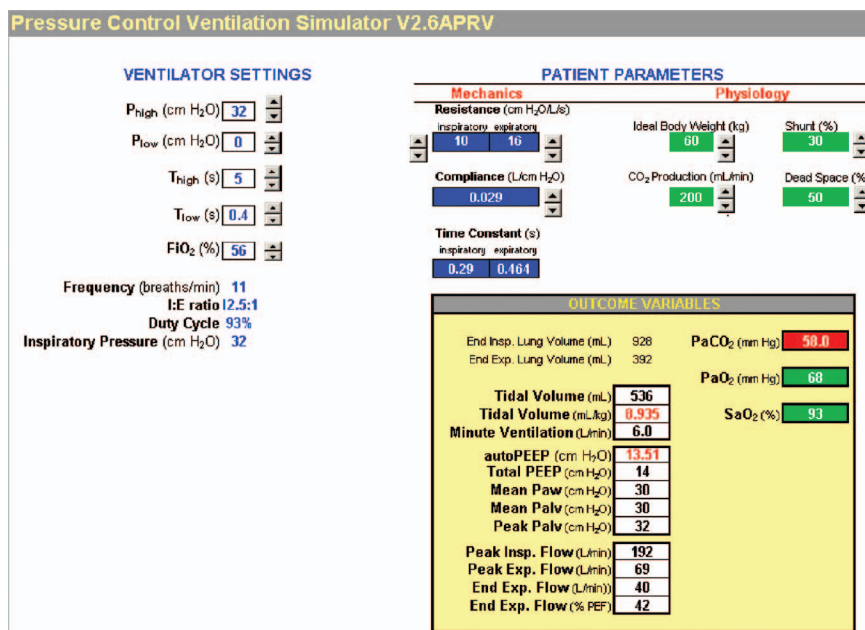 Pressure Control Ventilation Simulator V2.6APRV
VENTILATOR SETTINGS
P_high (cm H₂O) 32
P_low (cm H₂O) 0
T_high (s) 5
T_low (s) 0.4
FiO₂ (%) 56
Frequency (breaths/min) 11
I:E ratio 12.5:1
Duty Cycle 93%
Inspiratory Pressure (cm H₂O) 32
PATIENT PARAMETERS
Mechanics Physiology
Resistance (cm H₂O/L/s)
inspiratory expiratory
10 16
Ideal Body Weight (kg) Shunt (%)
60 30
Compliance (L/cm H₂O)
0.029
CO₂ Production (mL/min) Dead Space (%
200 50
Time Constant (s)
inspiratory expiratory
0.29 0.464
OUTCOME VARIABLES
End Insp. Lung Volume (mL) 928
End Exp. Lung Volume (mL) 392
Tidal Volume (mL) 536
Tidal Volume (mL/kg) 8.935
Minute Ventilation (L/min) 6.0
autoPEEP (cm H₂O) 13.51
Total PEEP (cm H₂O) 14
Mean Paw (cm H₂O) 30
Mean Palv (cm H₂O) 30
Peak Palv (cm H₂O) 32
Peak Insp. Flow (L/min) 192
Peak Exp. Flow (L/min) 69
End Exp. Flow (L/min)) 40
End Exp. Flow (% PEF) 42
PaCO₂ (mm Hg) 58.0
PaO₂ (mm Hg) 68
SaO₂ (%) 93